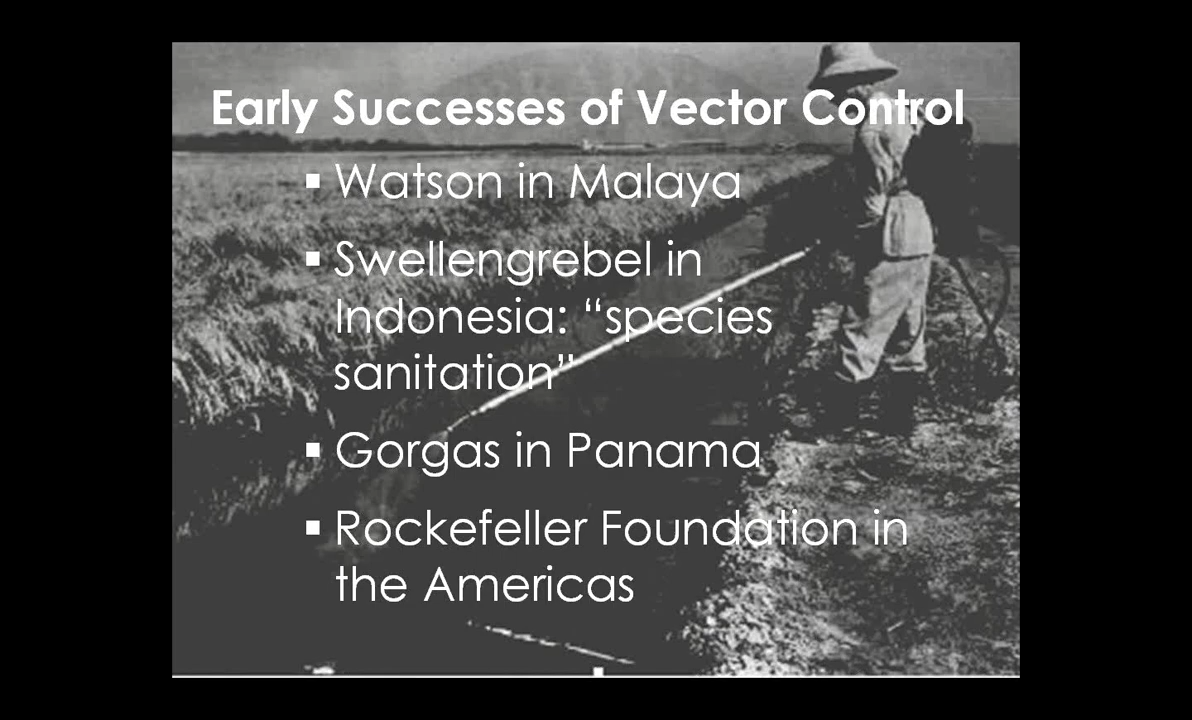 Early Successes of Vector Control
▪ Watson in Malaya
▪ Swellengrebel in
Indonesia: “species
sanitation”
▪ Gorgas in Panama
▪ Rockefeller Foundation in
the Americas